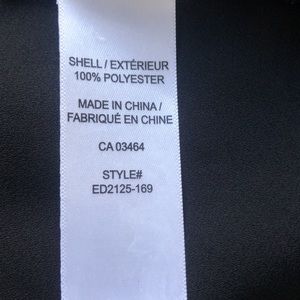 SHELL / EXTÉRIEUR
100% POLYESTER
MADE IN CHINA /
FABRIQUÉ EN CHINE
CA 03464
STYLE#
ED2125-169